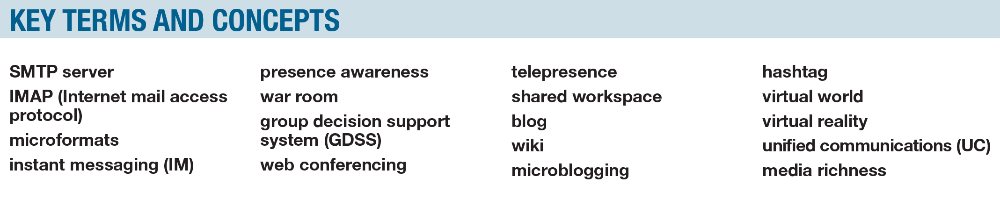 KEY TERMS AND CONCEPTS
SMTP server
IMAP (Internet mail access
protocol)
microformats
instant messaging (IM)
presence awareness
war room
group decision support
system (GDSS)
web conferencing
telepresence
shared workspace
blog
wiki
microblogging
hashtag
virtual world
virtual reality
unified communications (UC)
media richness